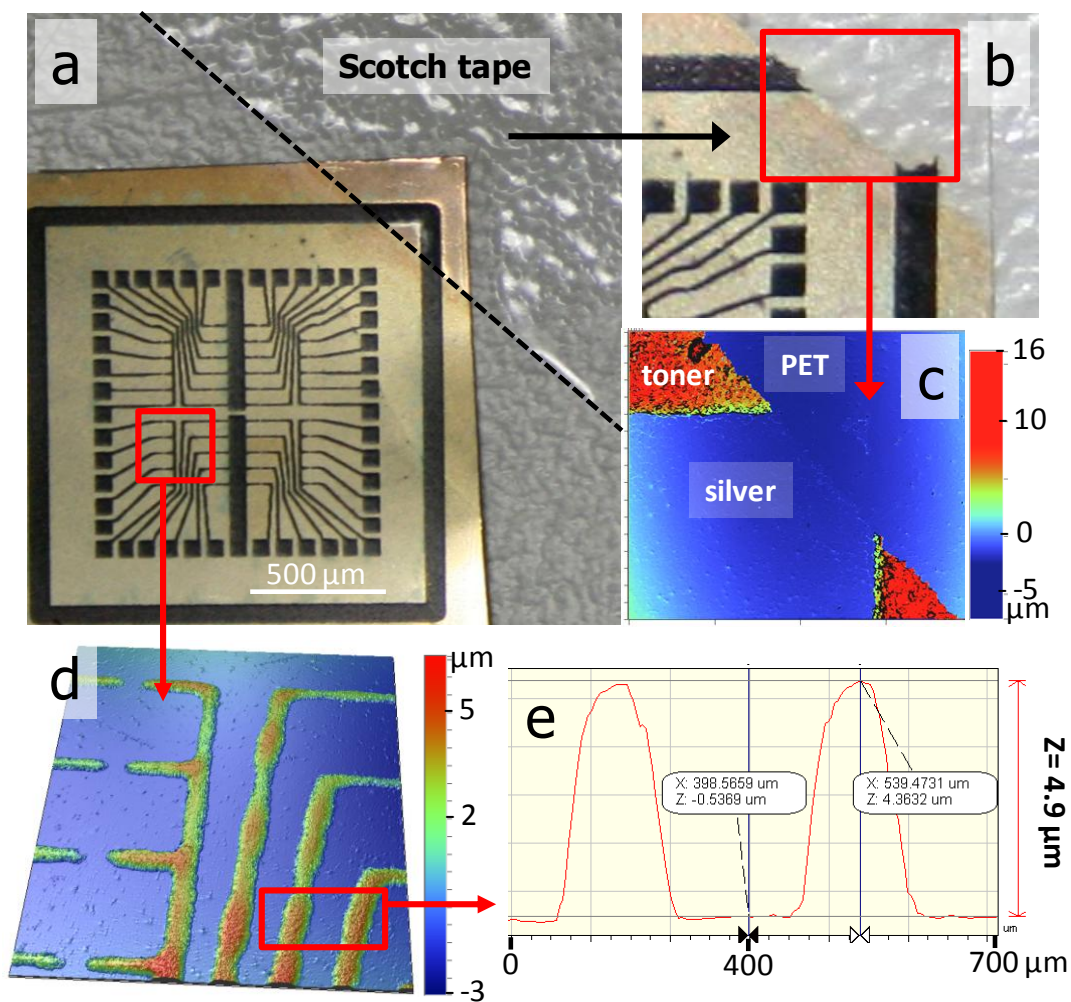 a
Scotch tape
500 µm
b
toner
PET
c
silver
16
10
0
-5
µm
d
µm
5
2
-3
e
X: 398.5659 um
Z: -0.5369 um
X: 539.4731 um
Z: 4.3632 um
Z= 4.9 µm
um
0
400
700 µm